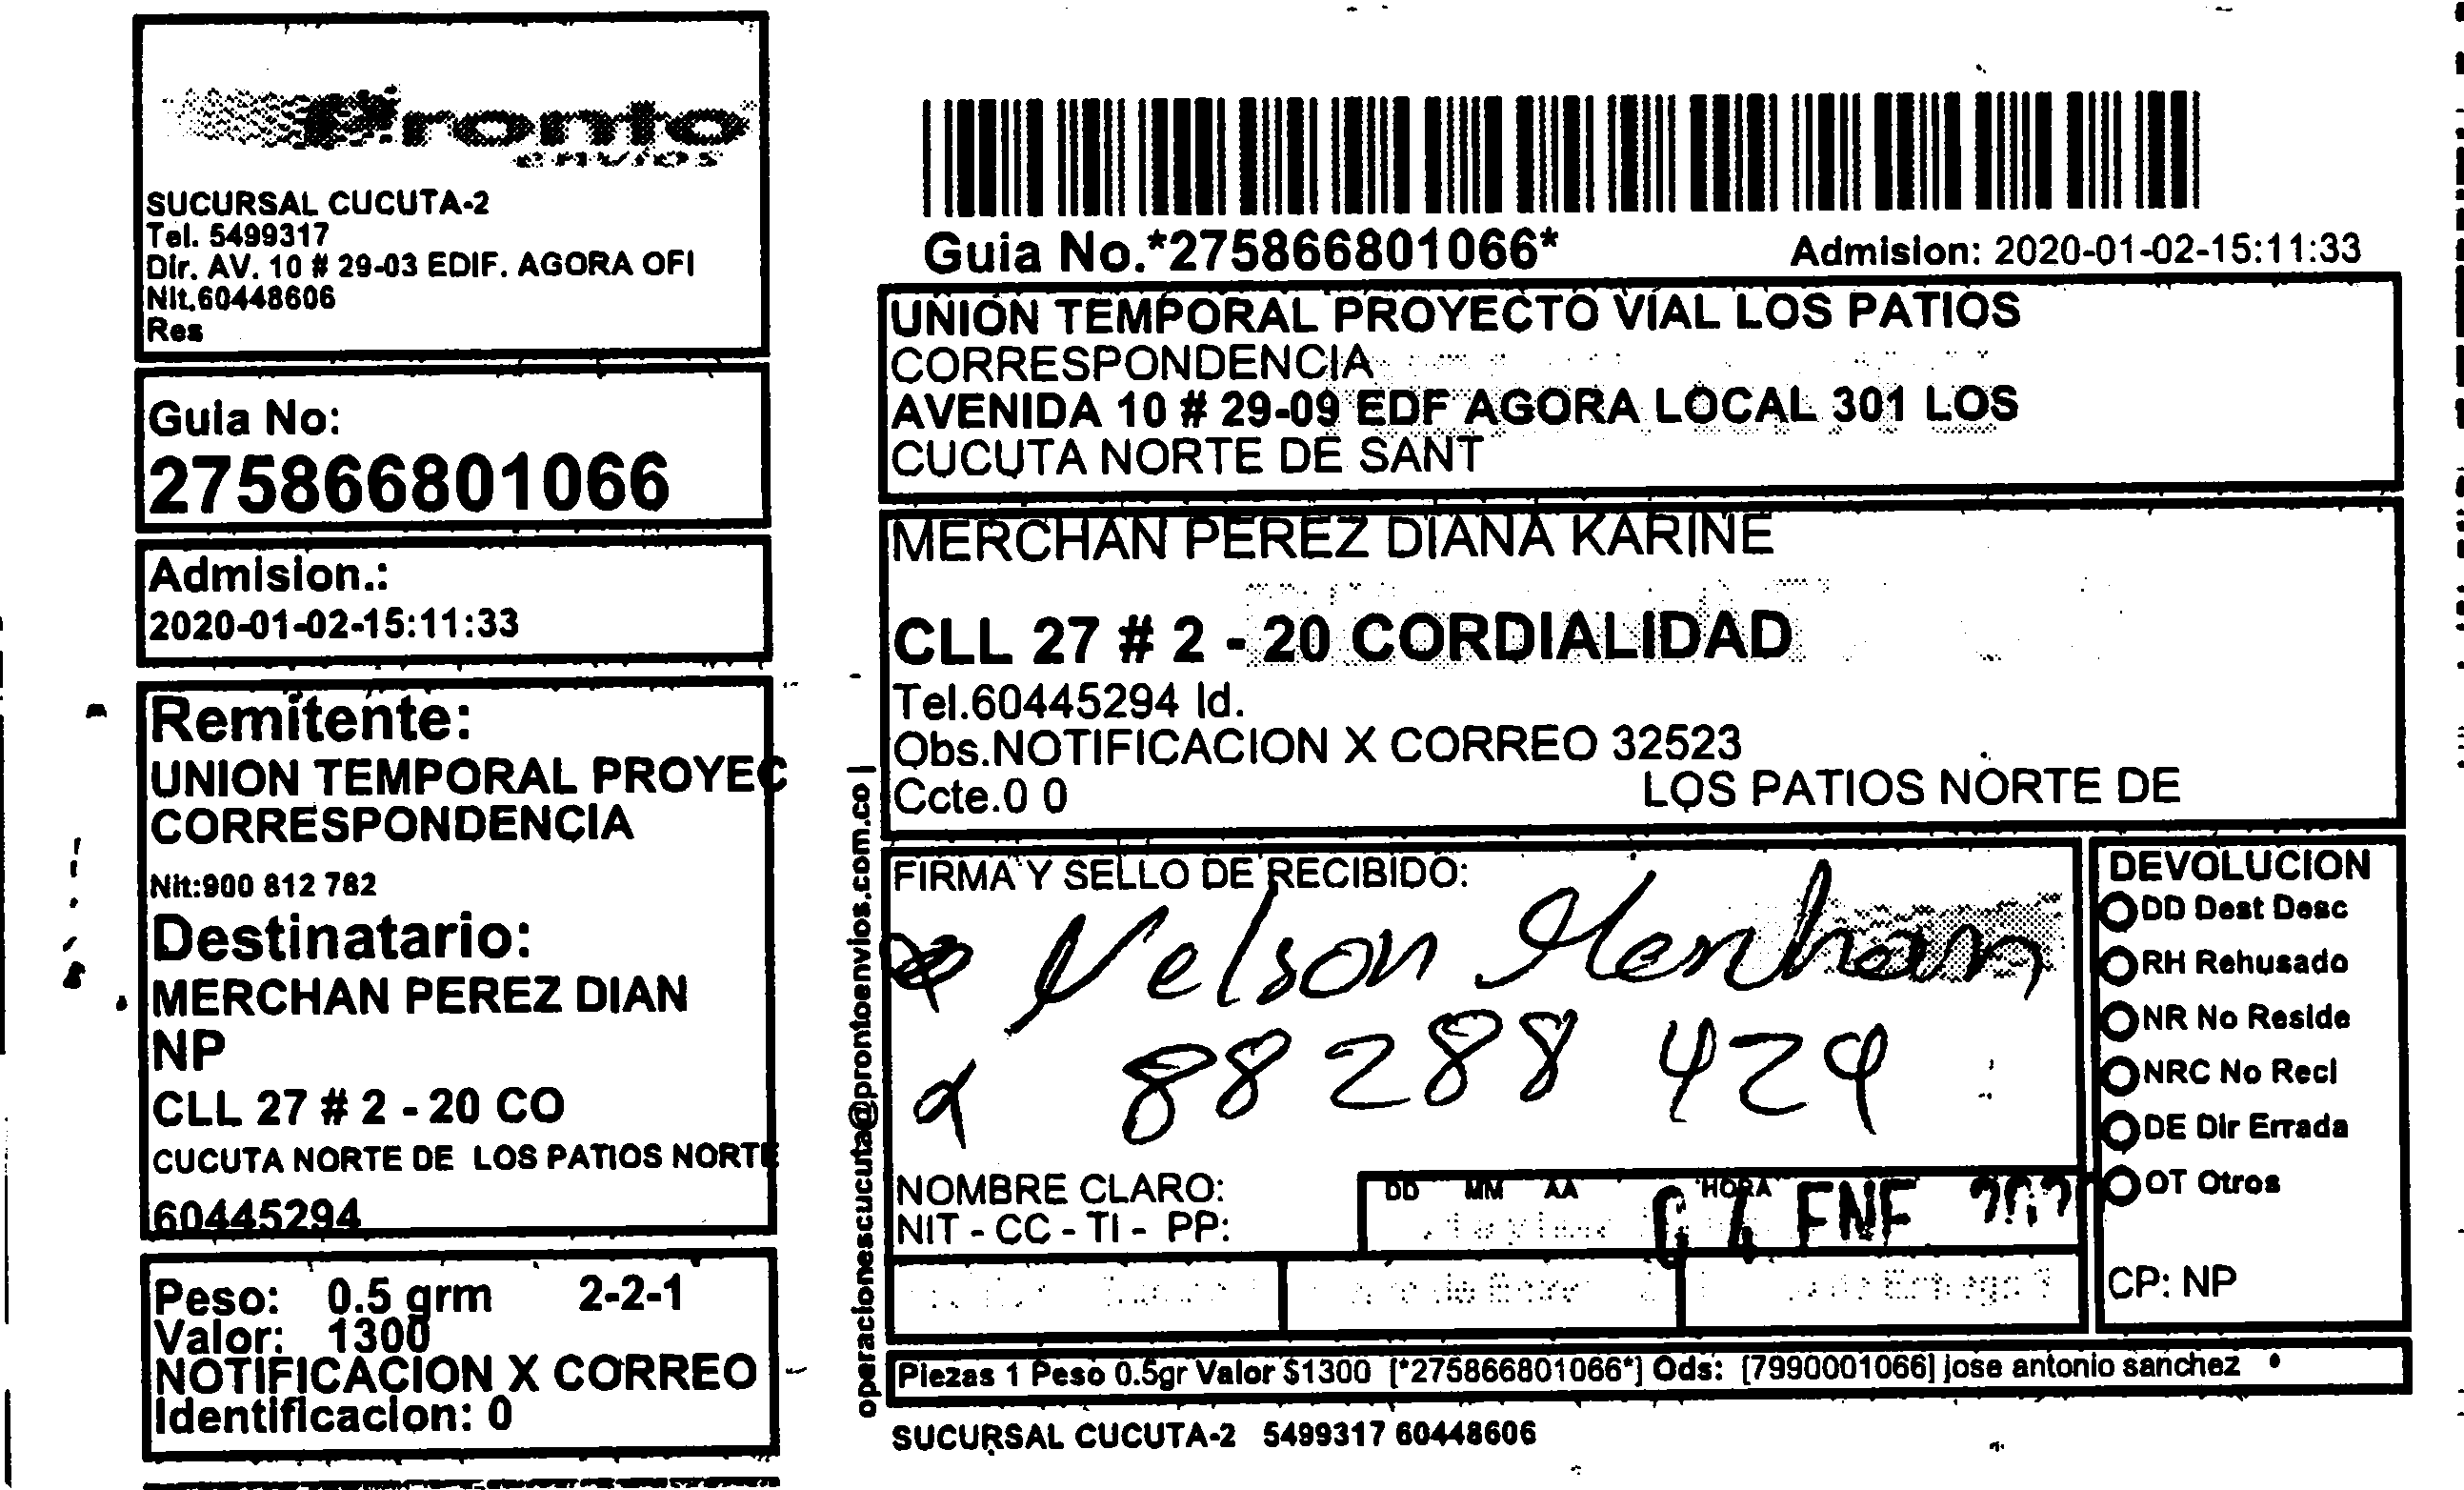 Pronto
envios
SUCURSAL CUCUTA-2
Tel. 5499317
Dir. AV. 10 # 29-03 EDIF. AGORA OFI
Nit.60448606
Res
Guia No:
275866801066
Admision.:
2020-01-02-15:11:33
Remitente:
UNION TEMPORAL PROYEC
CORRESPONDENCIA
Nit:900 812 782
Destinatario:
MERCHAN PEREZ DIAN
NP
CLL 27 # 2 - 20 CO
CUCUTA NORTE DE LOS PATIOS NORTE
60445294
Peso: 0.5 grm 2-2-1
Valor: 1300
NOTIFICACION X CORREO
Identificacion: 0
operacionescucuta@prontoenvios.com.co |
Guia No.*275866801066* Admision: 2020-01-02-15:11:33
UNION TEMPORAL PROYECTO VIAL LOS PATIOS
CORRESPONDENCIA
AVENIDA 10 # 29-09 EDF AGORA LOCAL 301 LOS
CUCUTA NORTE DE SANT
MERCHAN PEREZ DIANA KARINE
CLL 27 # 2 - 20 CORDIALIDAD
Tel.60445294 Id.
Obs.NOTIFICACION X CORREO 32523
Ccte.0 0 LOS PATIOS NORTE DE
FIRMA Y SELLO DE RECIBIDO:
Nelson Merchan
88288424
NOMBRE CLARO:
NIT - CC - TI - PP:
DD MM AA HORA
ENE
DEVOLUCION
DD Dest Desc
RH Rehusado
NR No Reside
NRC No Recl
DE Dir Errada
OT Otros
CP: NP
Piezas 1 Peso 0.5gr Valor $1300 [*275866801066*] Ods: [7990001066] jose antonio sanchez
SUCURSAL CUCUTA-2 5499317 60448606